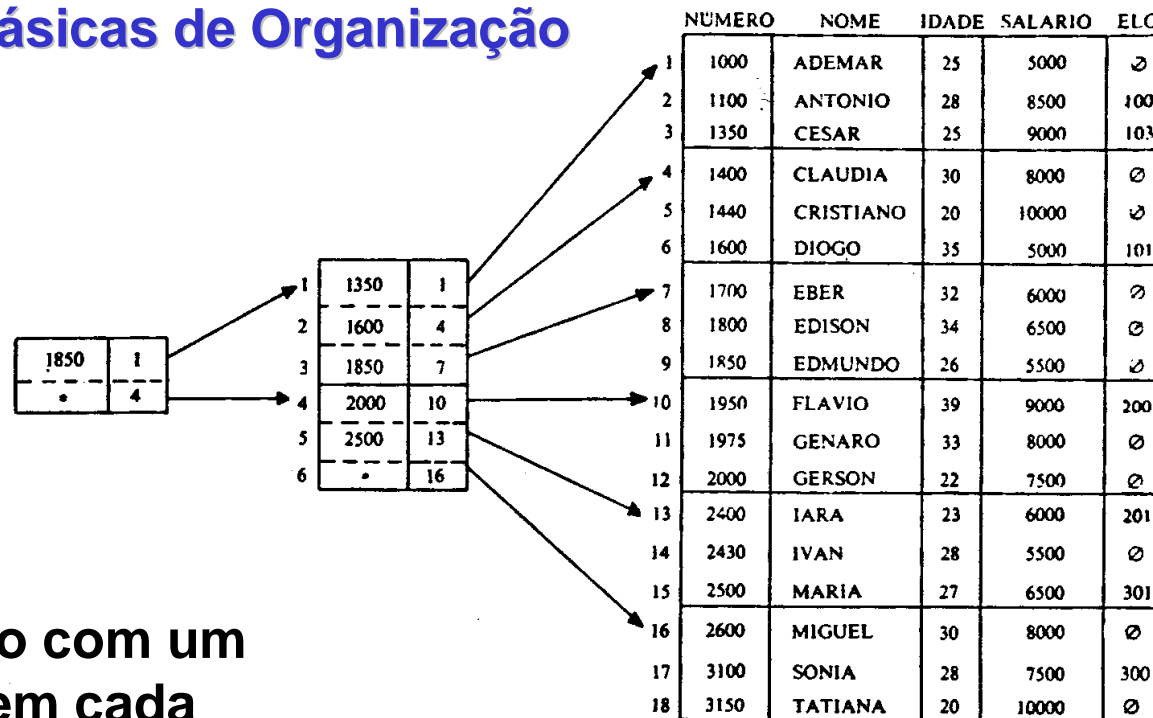 ásicas de Organização
NÚMERO NOME IDADE SALARIO ELO
1 1000 ADEMAR 25 5000 ∅
2 1100 ANTONIO 28 8500 100
3 1350 CESAR 25 9000 103
4 1400 CLAUDIA 30 8000 ∅
5 1440 CRISTIANO 20 10000 ∅
6 1600 DIOGO 35 5000 101
7 1700 EBER 32 6000 ∅
8 1800 EDISON 34 6500 ∅
9 1850 EDMUNDO 26 5500 ∅
10 1950 FLAVIO 39 9000 200
11 1975 GENARO 33 8000 ∅
12 2000 GERSON 22 7500 ∅
13 2400 IARA 23 6000 201
14 2430 IVAN 28 5500 ∅
15 2500 MARIA 27 6500 301
16 2600 MIGUEL 30 8000 ∅
17 3100 SONIA 28 7500 300
18 3150 TATIANA 20 10000 ∅
1 1350 1
2 1600 4
3 1850 7
4 2000 10
5 2500 13
6 * 16
1850 1
* 4
o com um
em cada